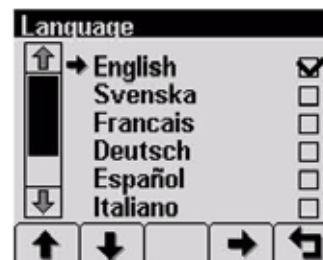 Language
English
Svenska
Francais
Deutsch
Español
Italiano